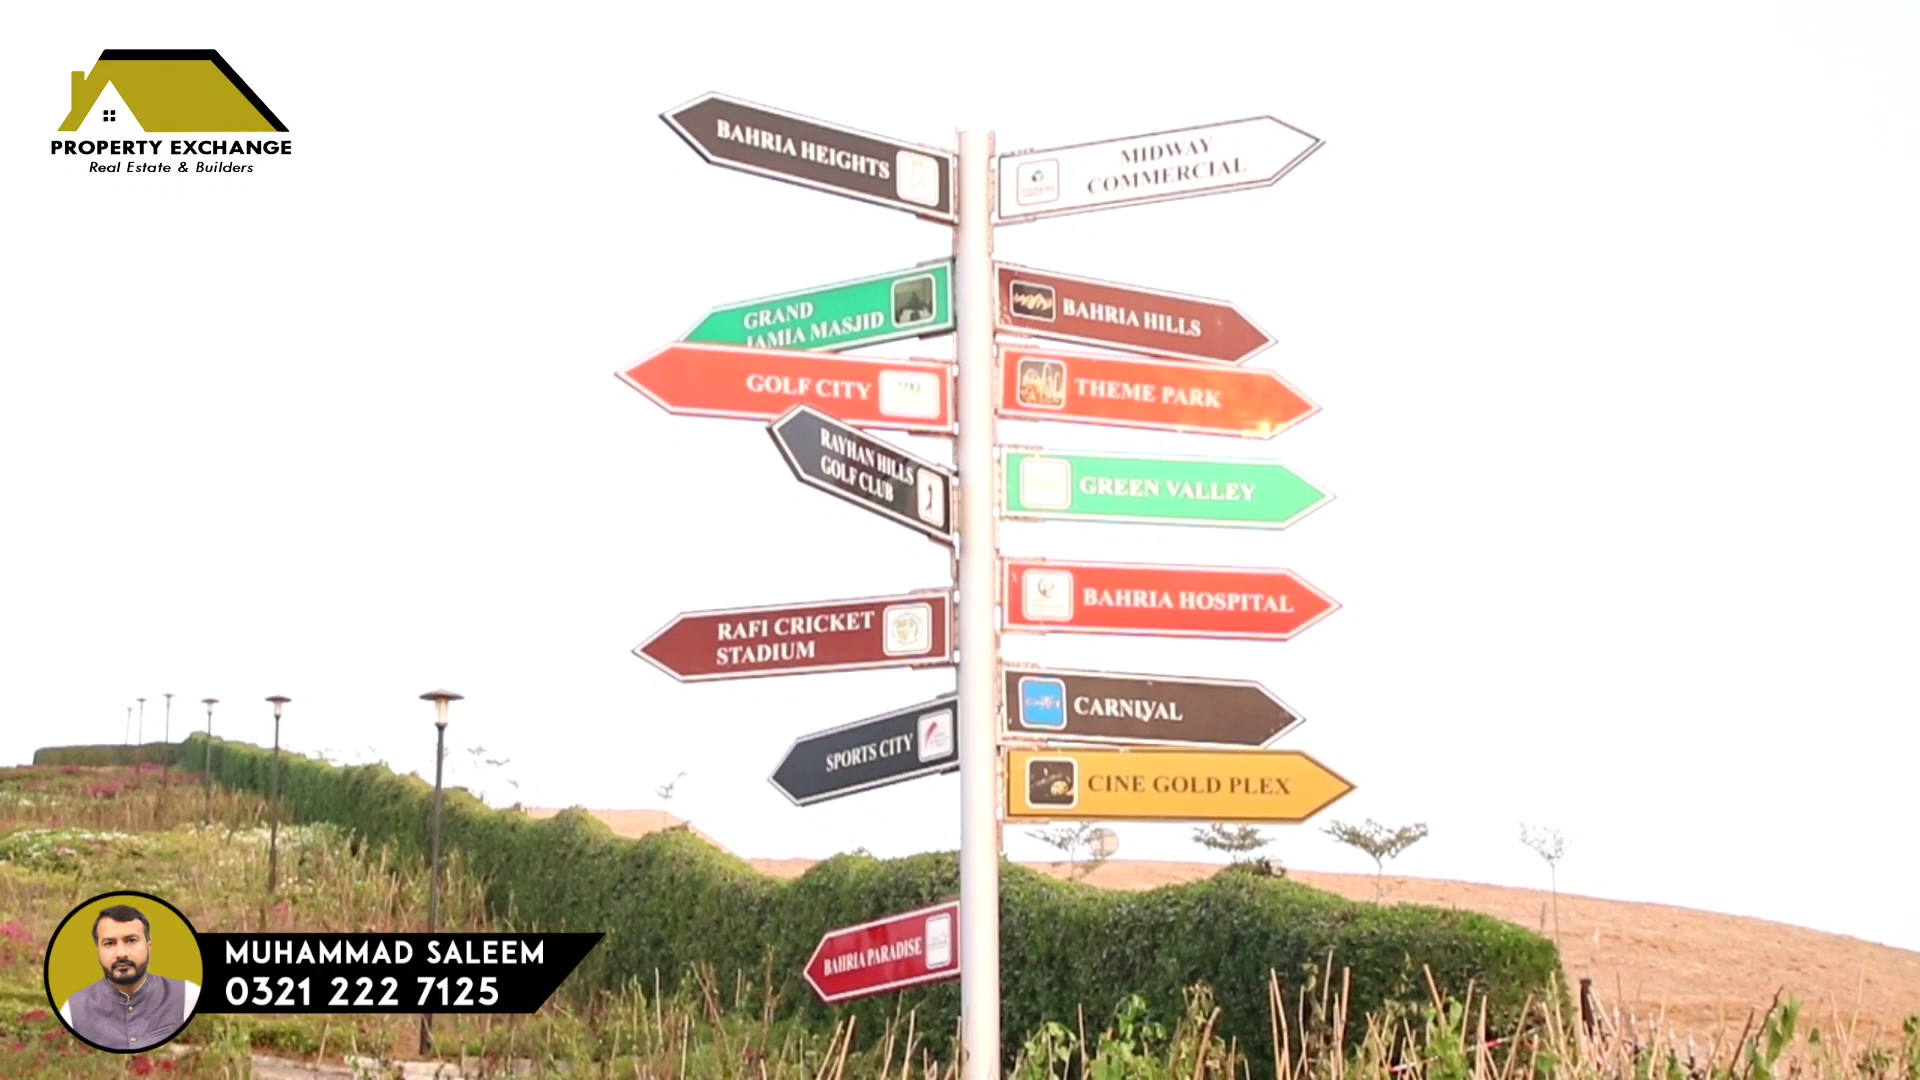 PROPERTY EXCHANGE
Real Estate & Builders
BAHRIA HEIGHTS
MIDWAY
COMMERCIAL
GRAND
JAMIA MASJID
BAHRIA HILLS
GOLF CITY
THEME PARK
RAYHAN HILLS
GOLF CLUB
GREEN VALLEY
RAFI CRICKET
STADIUM
BAHRIA HOSPITAL
SPORTS CITY
CARNIVAL
CINE GOLD PLEX
BAHRIA PARADISE
MUHAMMAD SALEEM
0321 222 7125